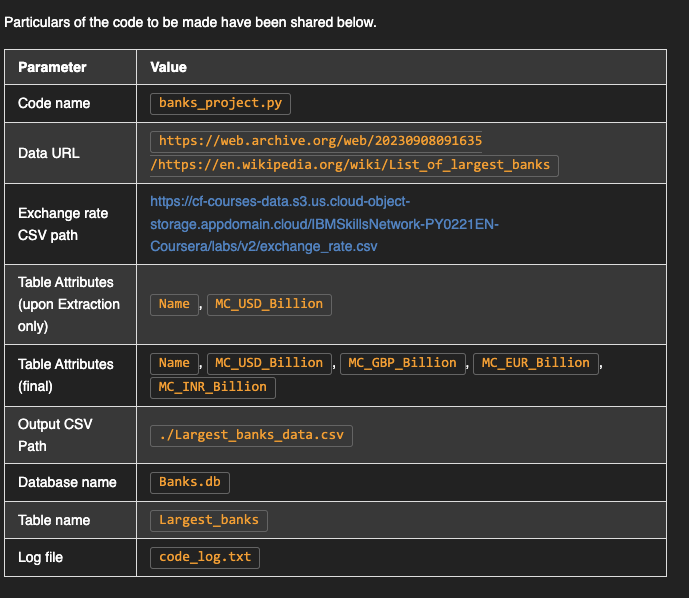 Particulars of the code to be made have been shared below.
Parameter Value
Code name banks_project.py
Data URL https://web.archive.org/web/20230908091635
/https://en.wikipedia.org/wiki/List_of_largest_banks
Exchange rate
CSV path
https://cf-courses-data.s3.us.cloud-object-
storage.appdomain.cloud/IBMSkillsNetwork-PY0221EN-
Coursera/labs/v2/exchange_rate.csv
Table Attributes
(upon Extraction
only)
Name , MC_USD_Billion
Table Attributes
(final)
Name , MC_USD_Billion , MC_GBP_Billion , MC_EUR_Billion ,
MC_INR_Billion
Output CSV
Path
./Largest_banks_data.csv
Database name Banks.db
Table name Largest_banks
Log file code_log.txt